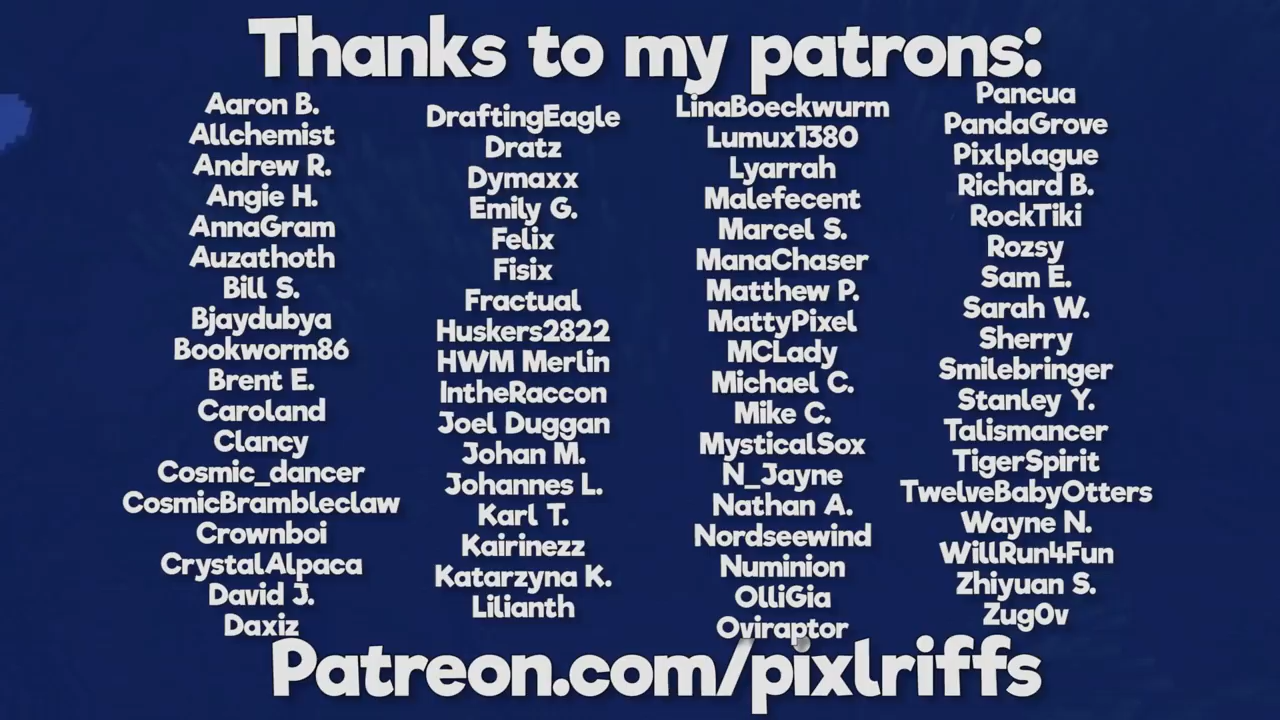 Thanks to my patrons:
Aaron B.
Allchemist
Andrew R.
Angie H.
AnnaGram
Auzathoth
Bill S.
Bjaydubya
Bookworm86
Brent E.
Caroland
Clancy
Cosmic_dancer
CosmicBrambleclaw
Crownboi
CrystalAlpaca
David J.
Daxiz
DraftingEagle
Dratz
Dymaxx
Emily G.
Felix
Fisix
Fractual
Huskers2822
HWM Merlin
IntheRaccon
Joel Duggan
Johan M.
Johannes L.
Karl T.
Kairinezz
Katarzyna K.
Lilianth
LinaBoeckwurm
Lumux1380
Lyarrah
Malefecent
Marcel S.
ManaChaser
Matthew P.
MattyPixel
MCLady
Michael C.
Mike C.
MysticalSox
N_Jayne
Nathan A.
Nordseewind
Numinion
OlliGia
Oviraptor
Pancua
PandaGrove
Pixlplague
Richard B.
RockTiki
Rozsy
Sam E.
Sarah W.
Sherry
Smilebringer
Stanley Y.
Talismancer
TigerSpirit
TwelveBabyOtters
Wayne N.
WillRun4Fun
Zhiyuan S.
Zug0v
Patreon.com/pixlriffs